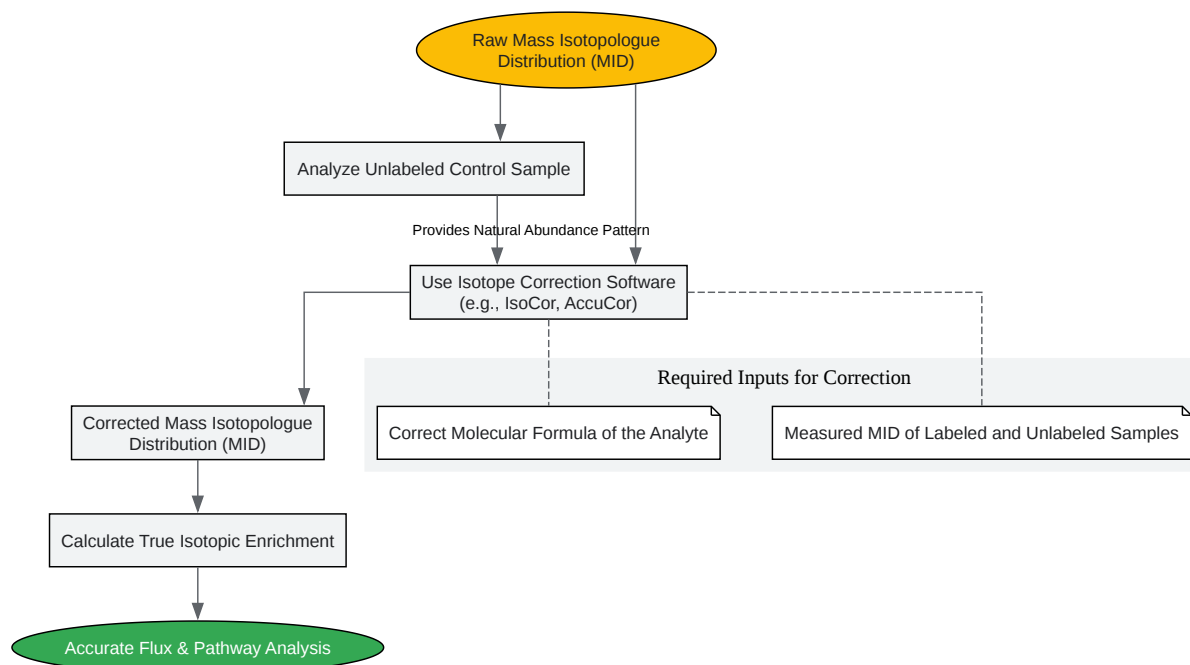 Raw Mass Isotopologue
Distribution (MID)
Analyze Unlabeled Control Sample
Provides Natural Abundance Pattern
Use Isotope Correction Software
(e.g., IsoCor, AccuCor)
Required Inputs for Correction
Correct Molecular Formula of the Analyte
Measured MID of Labeled and Unlabeled Samples
Corrected Mass Isotopologue
Distribution (MID)
Calculate True Isotopic Enrichment
Accurate Flux & Pathway Analysis